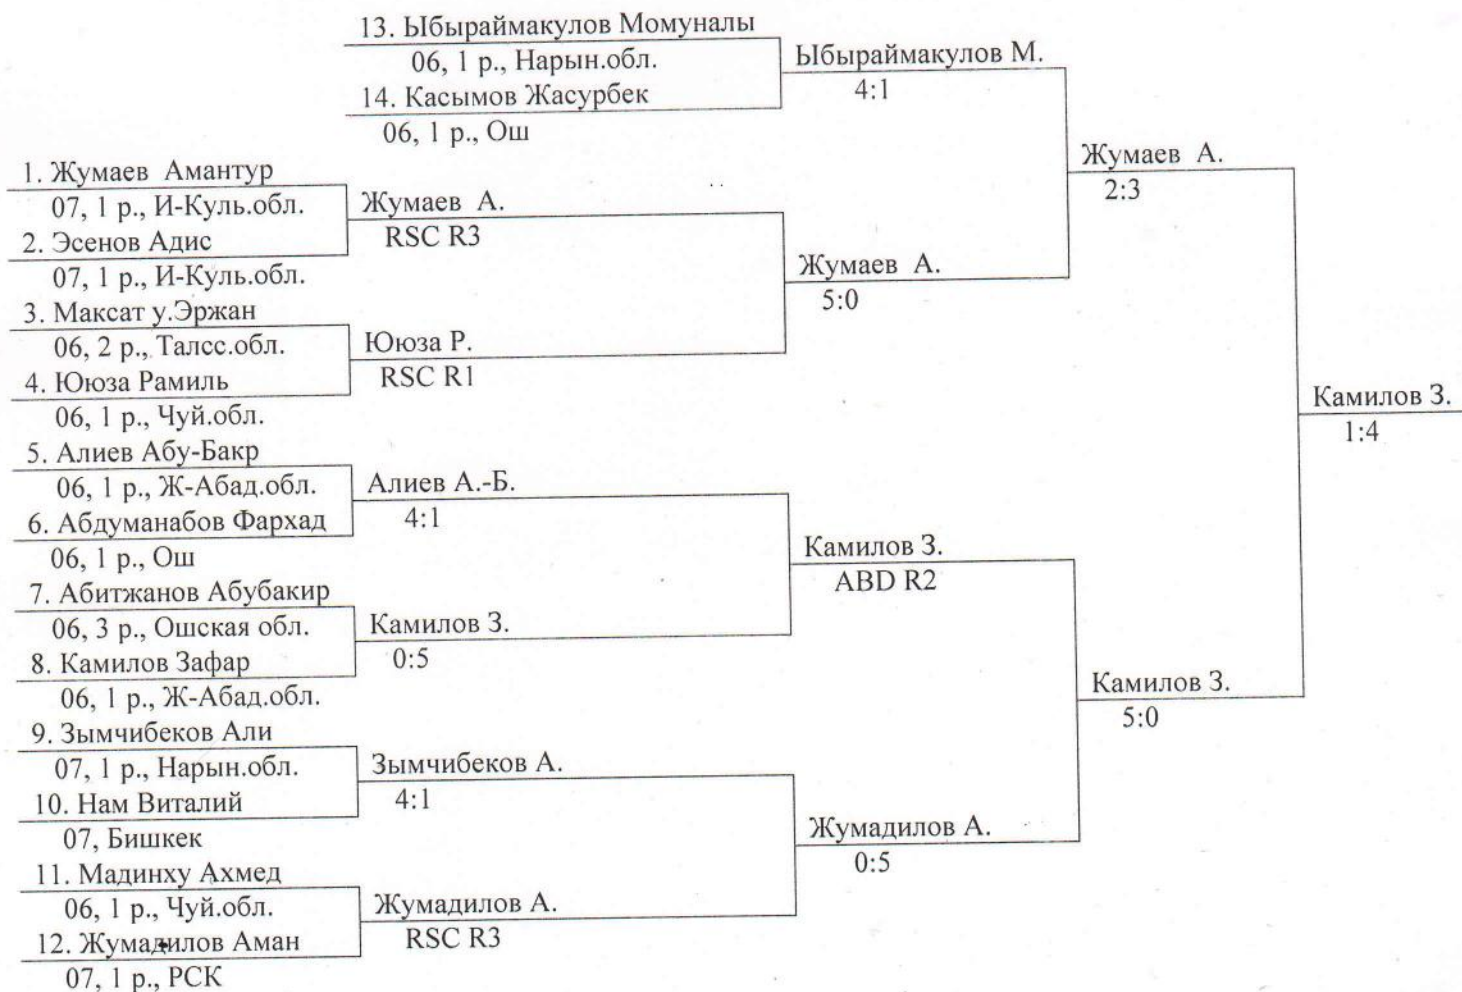 13. Ыбыраймакулов Момуналы
06, 1 р., Нарын.обл.
14. Касымов Жасурбек
06, 1 р., Ош
1. Жумаев Амантур
07, 1 р., И-Куль.обл.
2. Эсенов Адис
07, 1 р., И-Куль.обл.
3. Максат у.Эржан
06, 2 р., Талсс.обл.
4. Ююза Рамиль
06, 1 р., Чуй.обл.
5. Алиев Абу-Бакр
06, 1 р., Ж-Абад.обл.
6. Абдуманабов Фархад
06, 1 р., Ош
7. Абитжанов Абубакир
06, 3 р., Ошская обл.
8. Камилов Зафар
06, 1 р., Ж-Абад.обл.
9. Зымчибеков Али
07, 1 р., Нарын.обл.
10. Нам Виталий
07, Бишкек
11. Мадинху Ахмед
06, 1 р., Чуй.обл.
12. Жумадилов Аман
07, 1 р., РСК
Жумаев А.
RSC R3
Ююза Р.
RSC R1
Алиев А.-Б.
4:1
Камилов З.
0:5
Зымчибеков А.
4:1
Жумадилов А.
RSC R3
Ыбыраймакулов М.
4:1
Жумаев А.
5:0
Камилов З.
ABD R2
Жумадилов А.
0:5
Жумаев А.
2:3
Камилов З.
5:0
Камилов З.
1:4